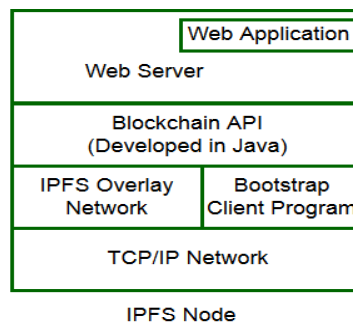 Web Application
Web Server
Blockchain API
(Developed in Java)
IPFS Overlay
Network
Bootstrap
Client Program
TCP/IP Network
IPFS Node